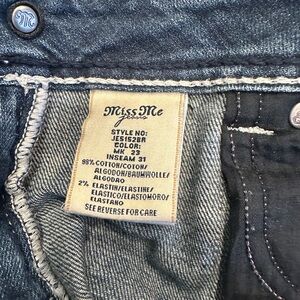 Miss Me
Jeans
STYLE NO:
JE5152BR
COLOR:
MK 23
INSEAM 31
98% COTTON/COTON/
ALGODON/BAUMWOLLE/
ALGODAO
2% ELASTIN/ELASTINE/
ELASTICO/ELASTOMORO/
ELASTANO
SEE REVERSE FOR CARE